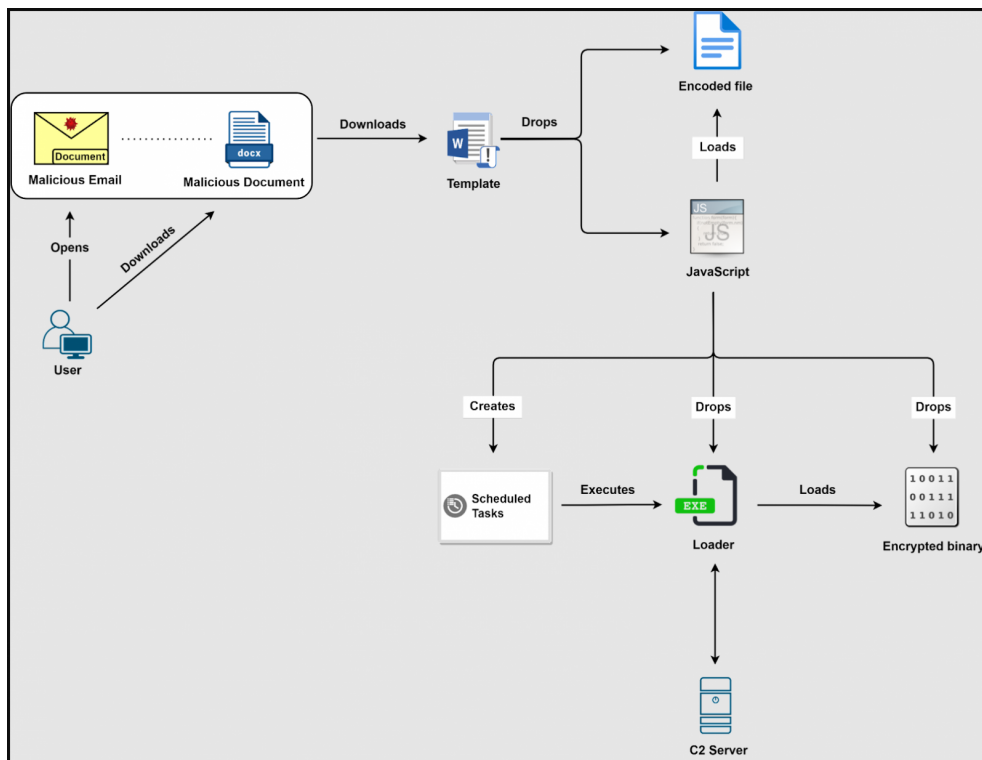 Encoded file
Downloads
Drops
Document
docx
W
Malicious Email
Malicious Document
Template
Loads
JS
JS
JavaScript
Opens
Downloads
User
Creates
Drops
Drops
Scheduled
Tasks
Executes
EXE
Loads
10011
00111
11010
Loader
Encrypted binary
C2 Server